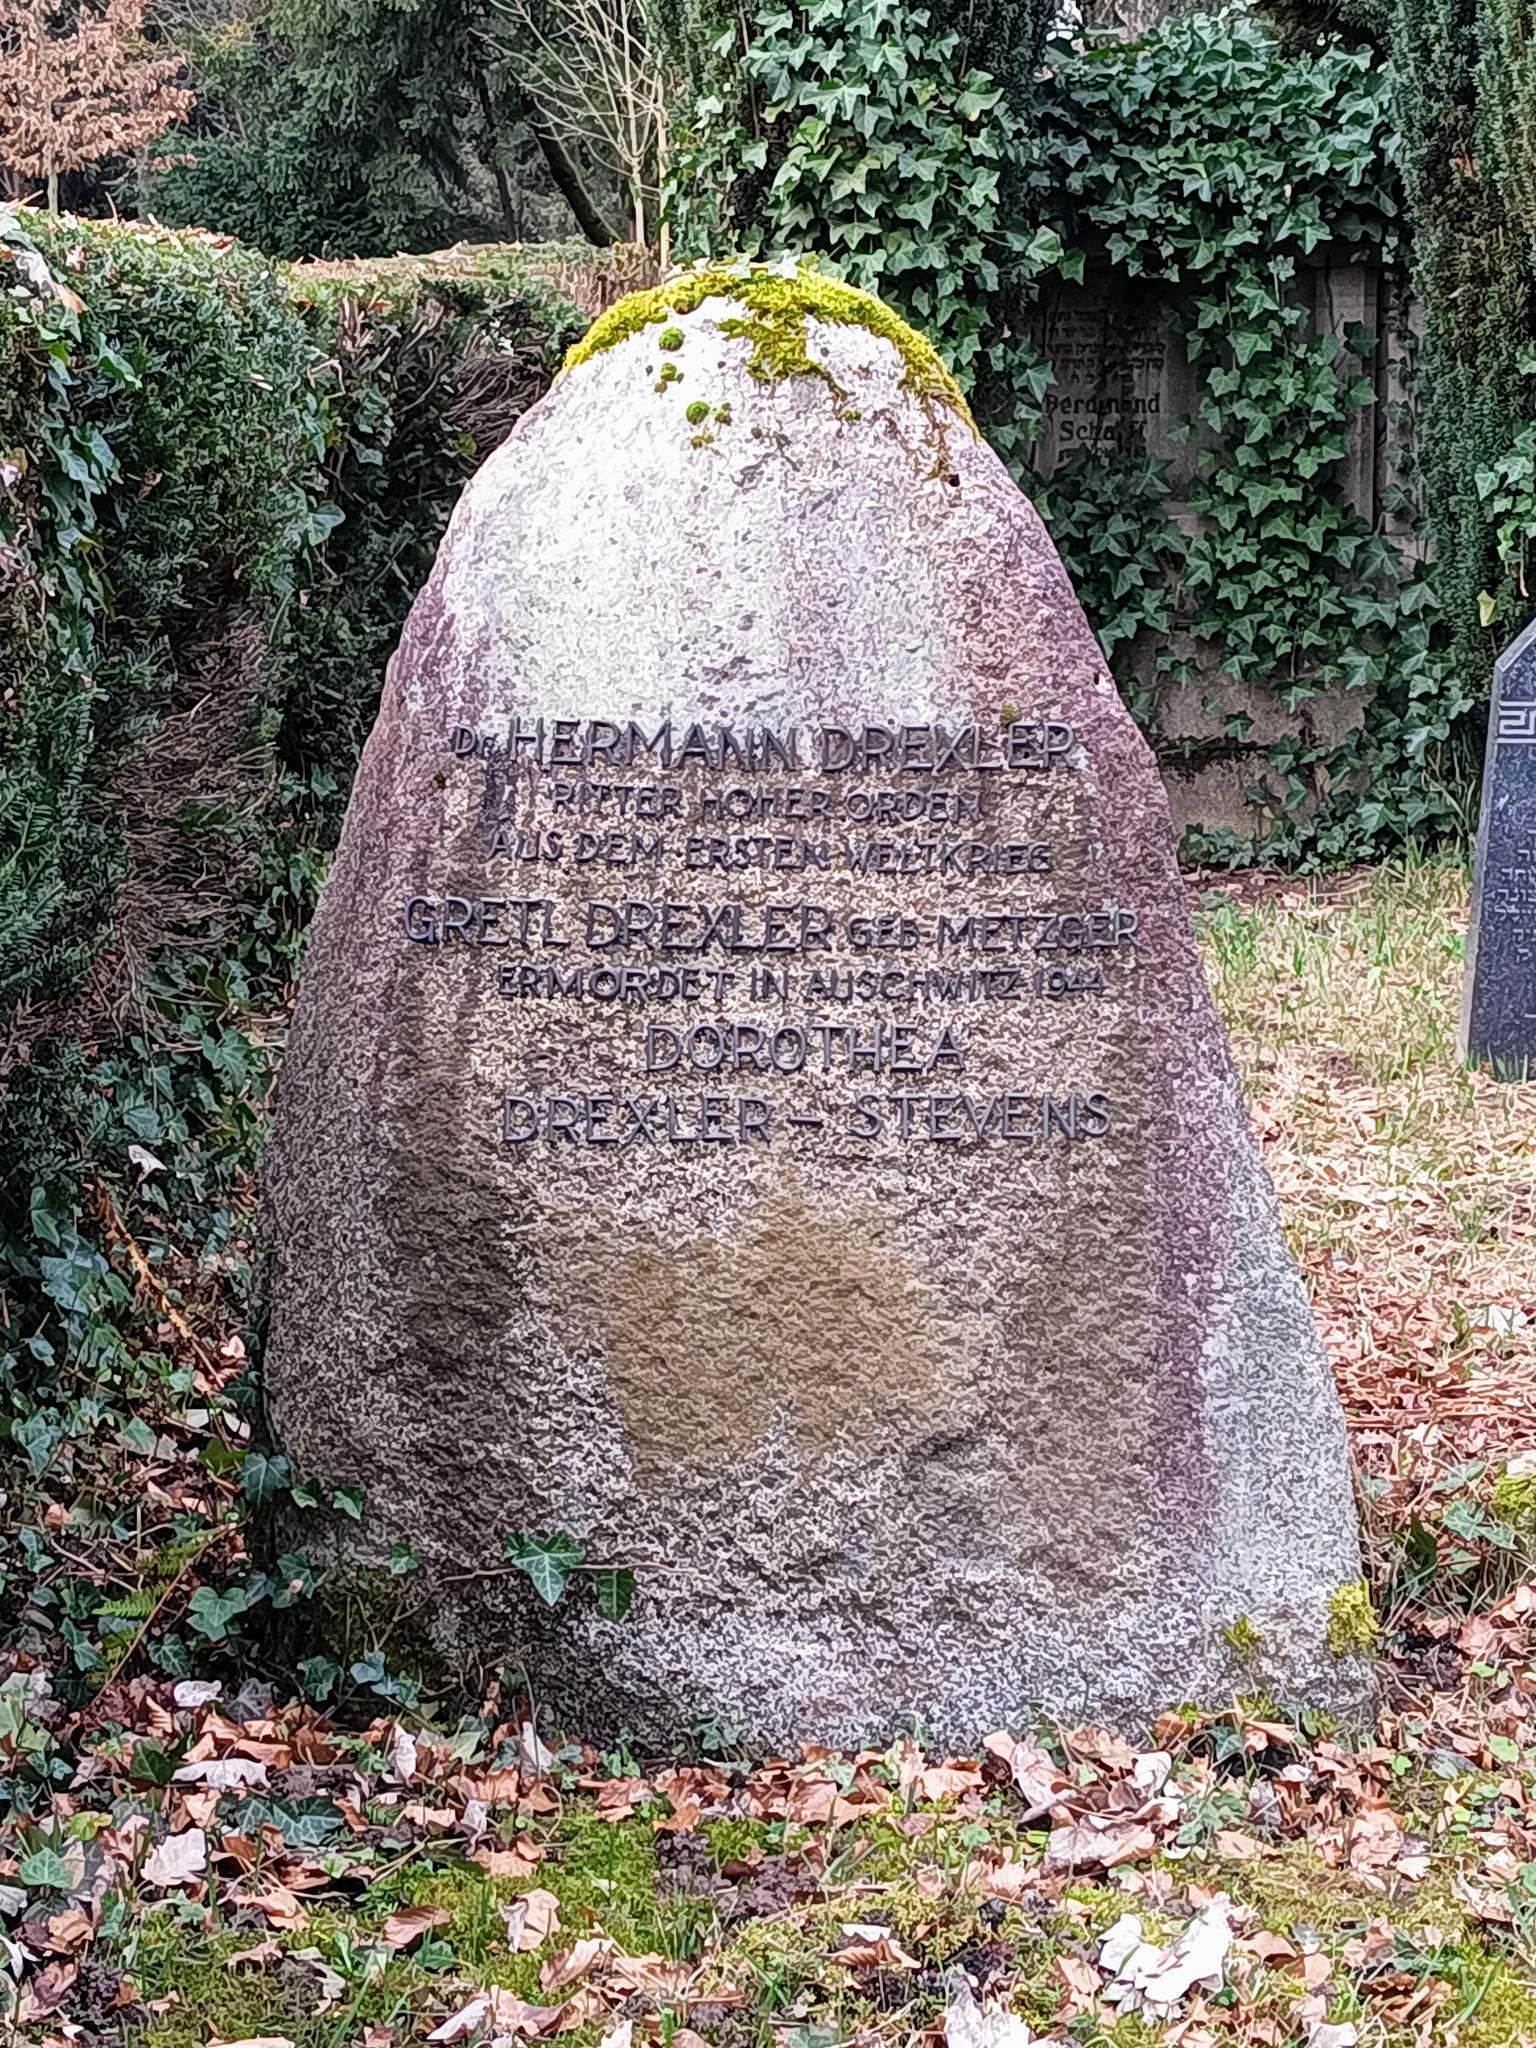 Dr. HERMANN DREXLER
RITTER HOHER ORDEN
AUS DEM ERSTEN WELTKRIEG
GRETL DREXLER GEB METZGER
ERMORDET IN AUSCHWITZ 1944
DOROTHEA
DREXLER – STEVENS
Ferdinand